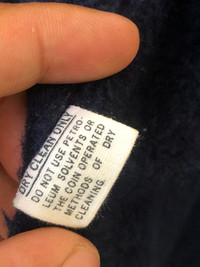 DRY CLEAN ONLY
DO NOT USE PETRO-
LEUM SOLVENTS OR
THE COIN OPERATED
METHODS OF DRY
CLEANING.